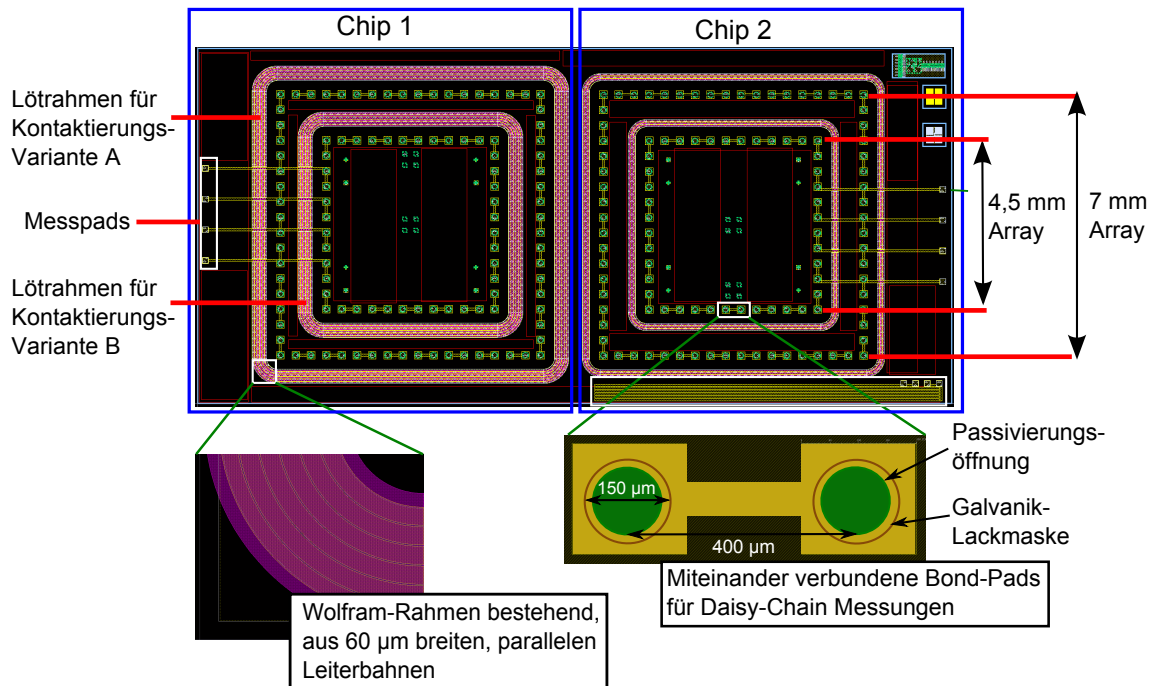 Chip 1
Chip 2
Lötrahmen für
Kontaktierungs-
Variante A
Messpads
Lötrahmen für
Kontaktierungs-
Variante B
4,5 mm
Array
7 mm
Array
150 µm
400 µm
Passivierungs-
öffnung
Galvanik-
Lackmaske
Miteinander verbundene Bond-Pads
für Daisy-Chain Messungen
Wolfram-Rahmen bestehend,
aus 60 µm breiten, parallelen
Leiterbahnen